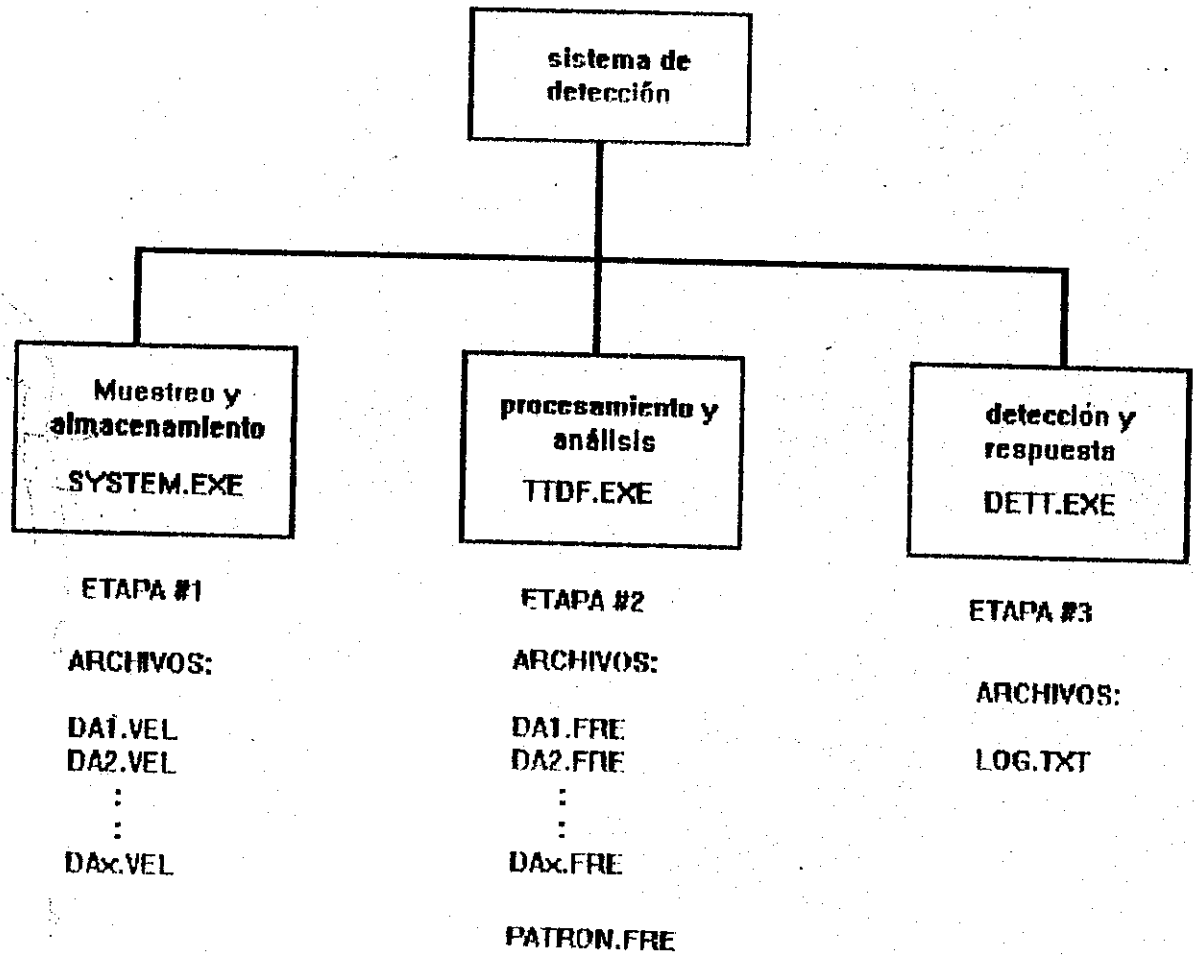 sistema de
detección
Muestreo y
almacenamiento
SYSTEM.EXE
procesamiento y
análisis
TTDF.EXE
detección y
respuesta
DETT.EXE
ETAPA #1
ARCHIVOS:
DA1.VEL
DA2.VEL
:
:
DAx.VEL
ETAPA #2
ARCHIVOS:
DA1.FRE
DA2.FRE
:
:
DAx.FRE
PATRON.FRE
ETAPA #3
ARCHIVOS:
LOG.TXT